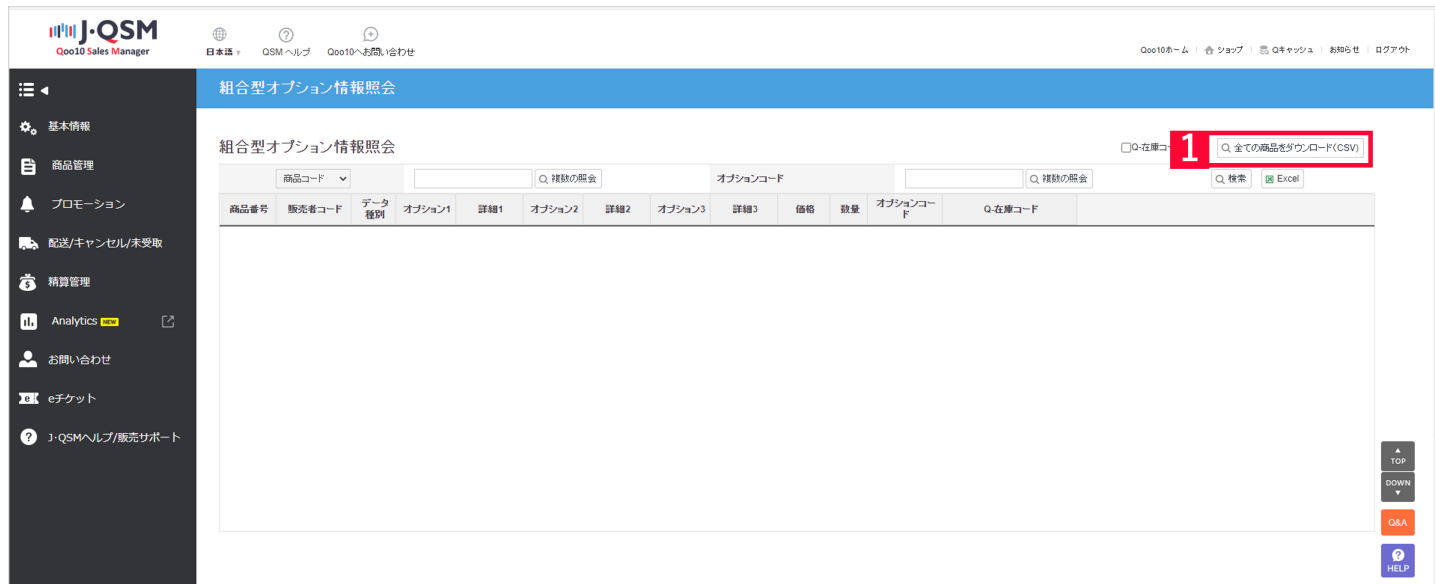 J·QSM
Qoo10 Sales Manager
日本語
QSM ヘルプ
Qoo10へお問い合わせ
Qoo10ホーム | ショップ | Qキャッシュ | お知らせ | ログアウト
組合型オプション情報照会
基本情報
商品管理
プロモーション
配送/キャンセル/未受取
精算管理
Analytics NEW
お問い合わせ
eチケット
J·QSMヘルプ/販売サポート
組合型オプション情報照会
Q-在庫コ
1
全ての商品をダウンロード(CSV)
商品コード 複数の照会 オプションコード 複数の照会 検索 Excel
商品番号 販売者コード データ種別 オプション1 詳細1 オプション2 詳細2 オプション3 詳細3 価格 数量 オプションコード Q-在庫コード
TOP
DOWN
Q&A
HELP